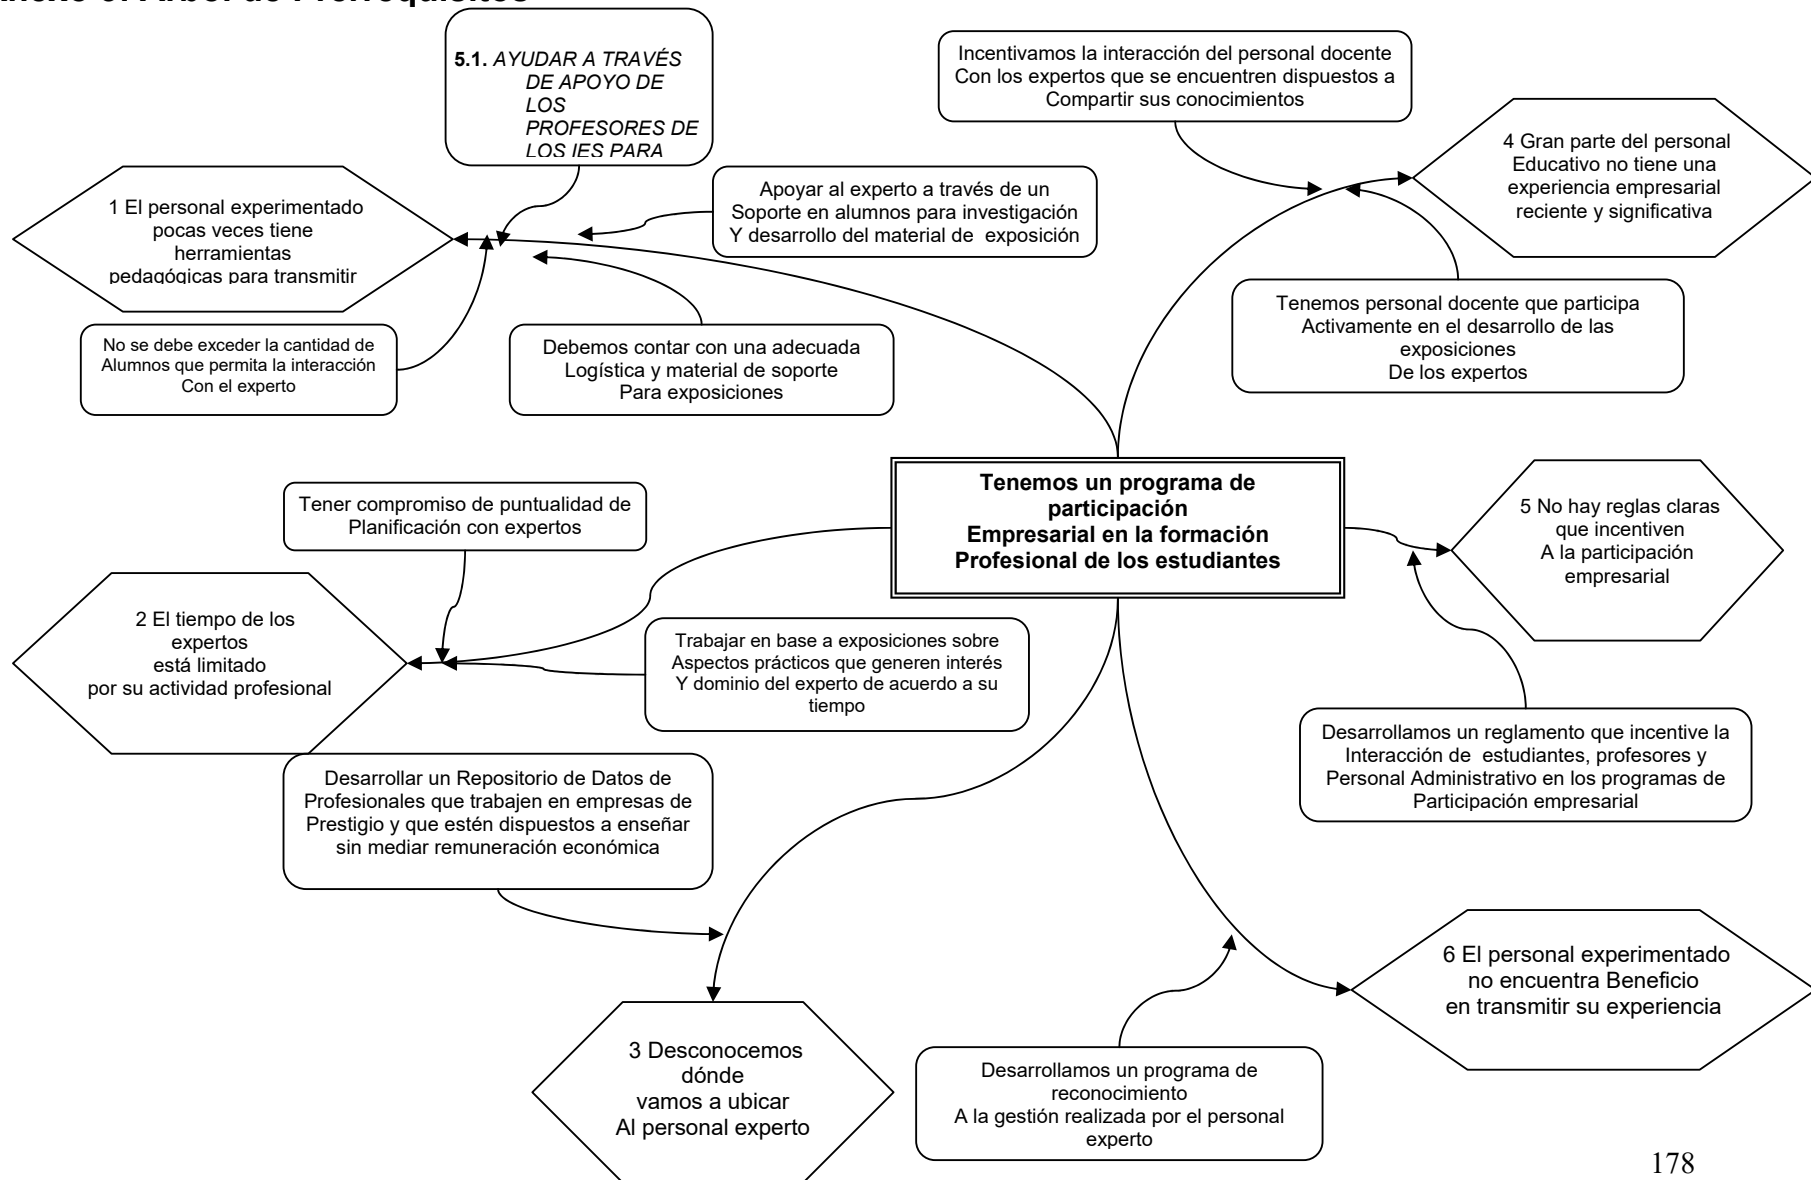 Anexo 6. Árbol de Prerrequisitos
5.1. AYUDAR A TRAVÉS
DE APOYO DE
LOS
PROFESORES DE
LOS IES PARA
Incentivamos la interacción del personal docente
Con los expertos que se encuentren dispuestos a
Compartir sus conocimientos
4 Gran parte del personal
Educativo no tiene una
experiencia empresarial
reciente y significativa
1 El personal experimentado
pocas veces tiene
herramientas
pedagógicas para transmitir
Apoyar al experto a través de un
Soporte en alumnos para investigación
Y desarrollo del material de exposición
No se debe exceder la cantidad de
Alumnos que permita la interacción
Con el experto
Debemos contar con una adecuada
Logística y material de soporte
Para exposiciones
Tenemos personal docente que participa
Activamente en el desarrollo de las
exposiciones
De los expertos
Tenemos un programa de
participación
Empresarial en la formación
Profesional de los estudiantes
Tener compromiso de puntualidad de
Planificación con expertos
5 No hay reglas claras
que incentiven
A la participación
empresarial
2 El tiempo de los
expertos
está limitado
por su actividad profesional
Trabajar en base a exposiciones sobre
Aspectos prácticos que generen interés
Y dominio del experto de acuerdo a su
tiempo
Desarrollamos un reglamento que incentive la
Interacción de estudiantes, profesores y
Personal Administrativo en los programas de
Participación empresarial
Desarrollar un Repositorio de Datos de
Profesionales que trabajen en empresas de
Prestigio y que estén dispuestos a enseñar
sin mediar remuneración económica
6 El personal experimentado
no encuentra Beneficio
en transmitir su experiencia
3 Desconocemos
dónde
vamos a ubicar
Al personal experto
Desarrollamos un programa de
reconocimiento
A la gestión realizada por el personal
experto
178